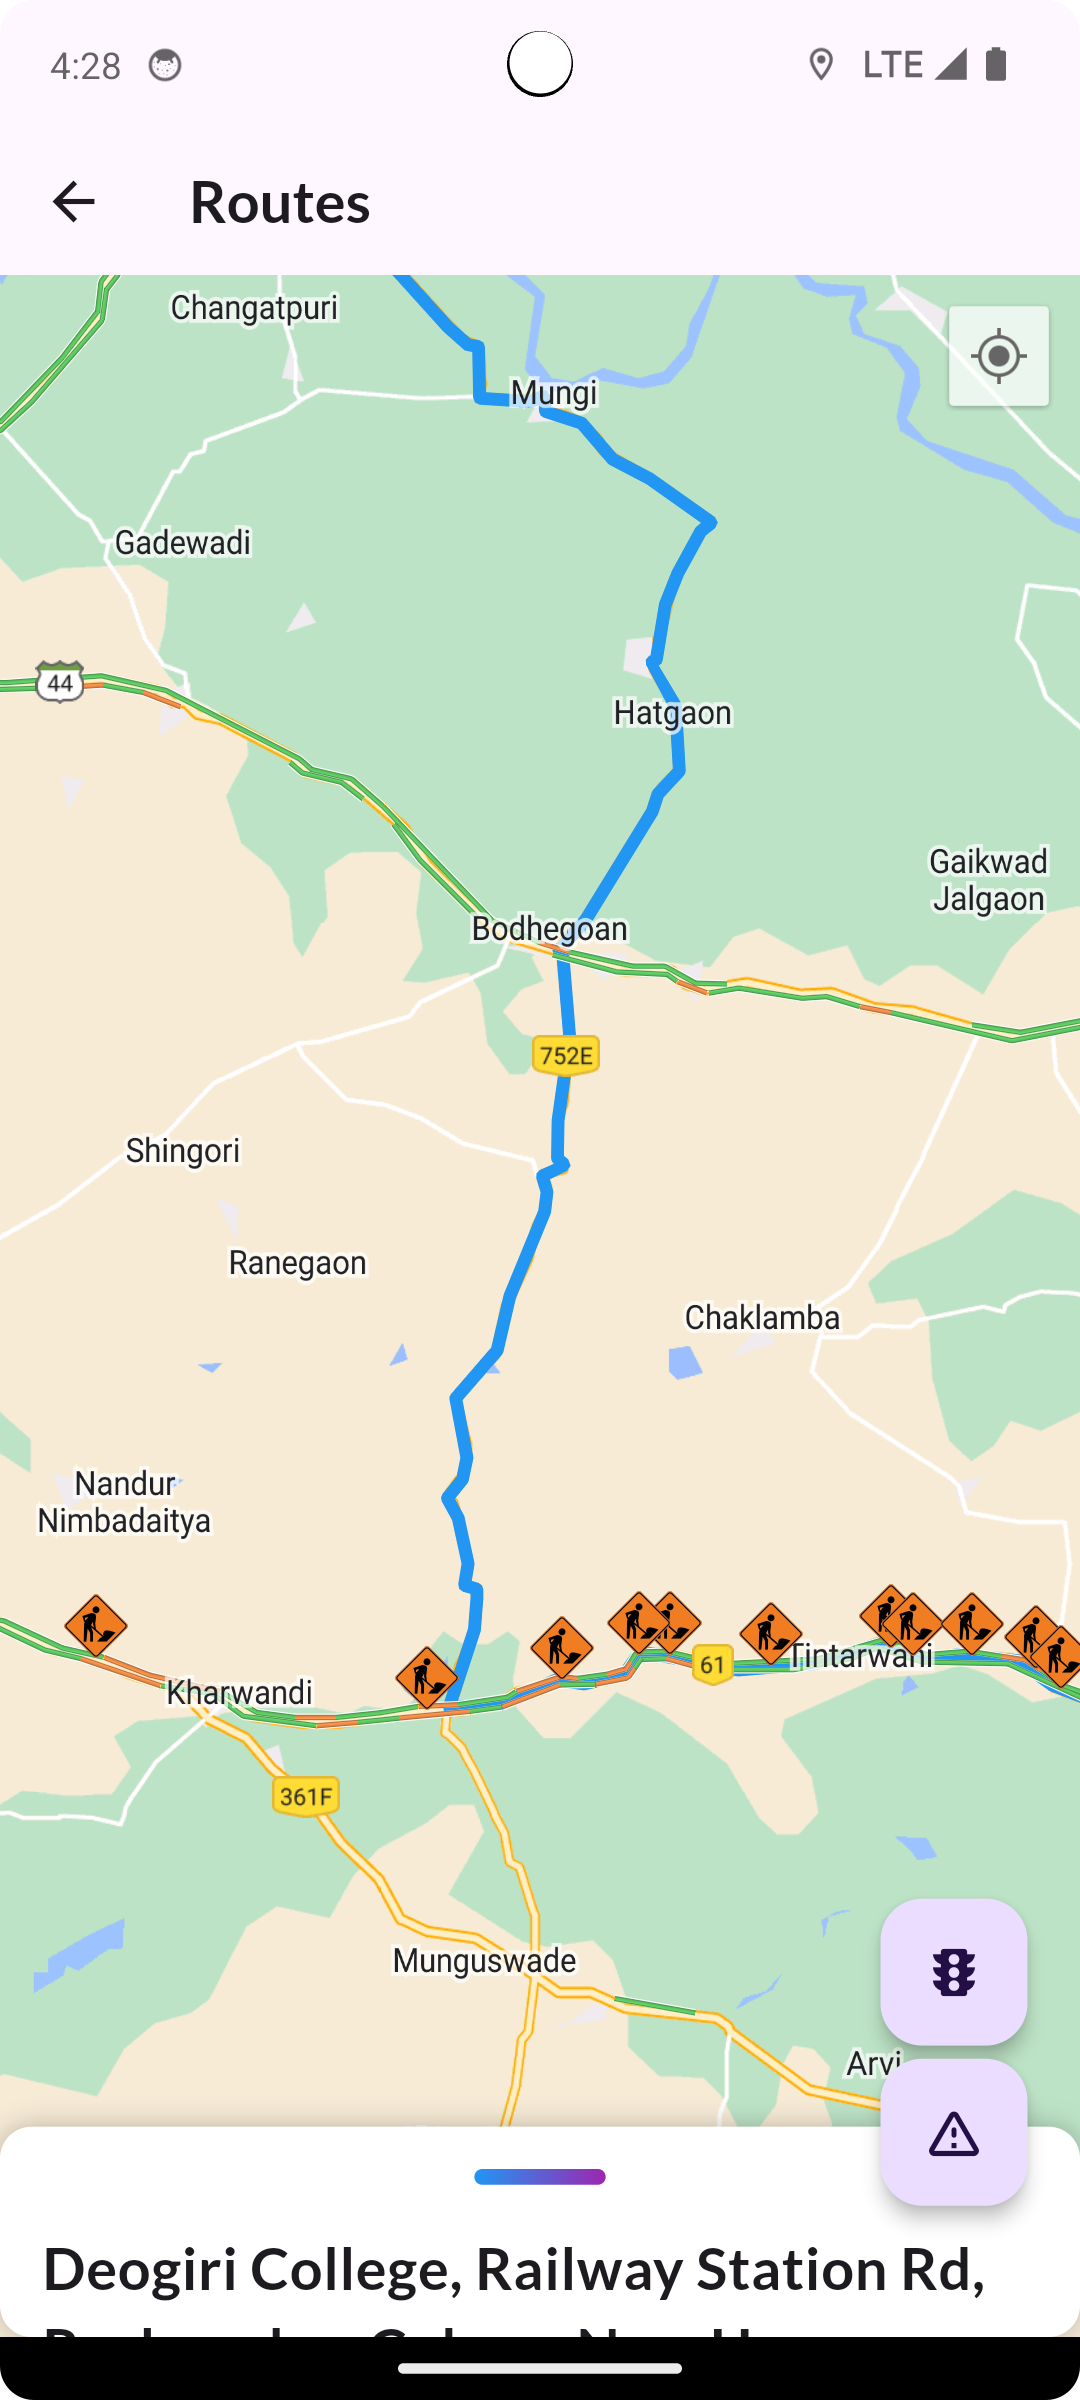 4:28
LTE
Routes
Changatpuri
Mungi
Gadewadi
44
Hatgaon
Gaikwad
Jalgaon
Bodhegoan
752E
Shingori
Ranegaon
Chaklamba
Nandur
Nimbadaitya
61
Tintarwani
Kharwandi
361F
Munguswade
Arvi
Deogiri College, Railway Station Rd,